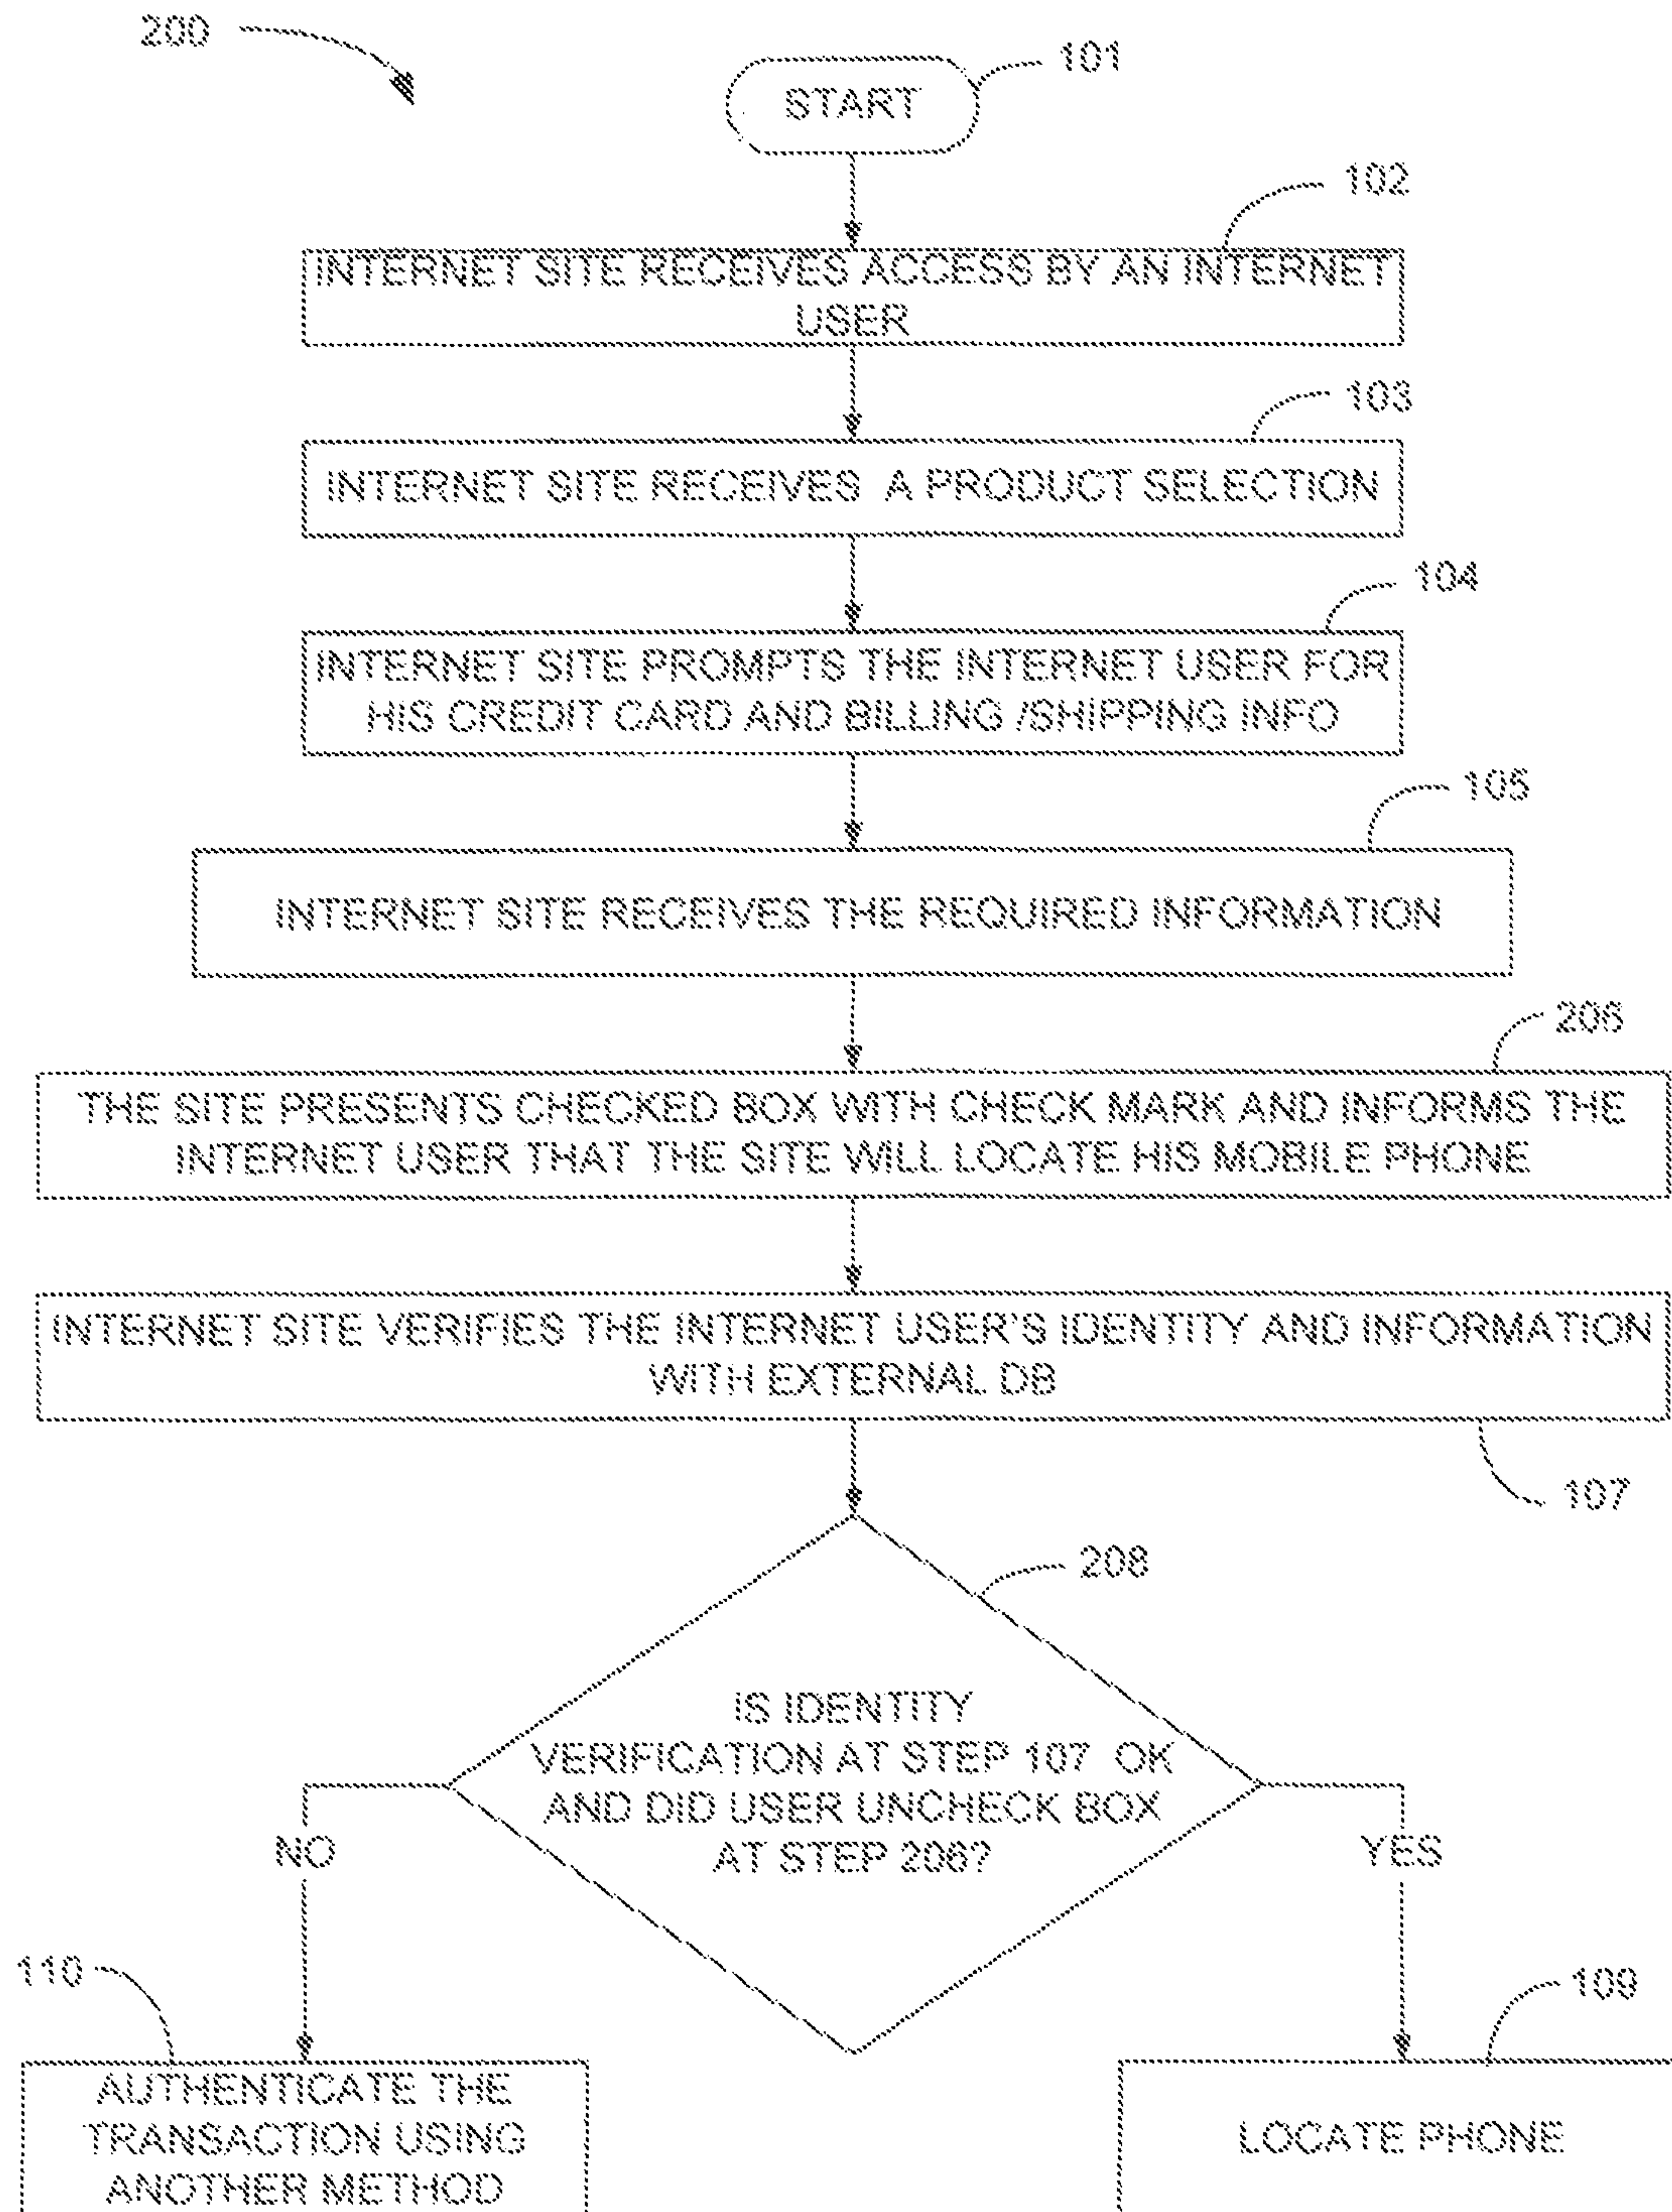 200
START
101
102
INTERNET SITE RECEIVES ACCESS BY AN INTERNET
USER
103
INTERNET SITE RECEIVES A PRODUCT SELECTION
104
INTERNET SITE PROMPTS THE INTERNET USER FOR
HIS CREDIT CARD AND BILLING /SHIPPING INFO
105
INTERNET SITE RECEIVES THE REQUIRED INFORMATION
206
THE SITE PRESENTS CHECKED BOX WITH CHECK MARK AND INFORMS THE
INTERNET USER THAT THE SITE WILL LOCATE HIS MOBILE PHONE
INTERNET SITE VERIFIES THE INTERNET USER'S IDENTITY AND INFORMATION
WITH EXTERNAL DB
107
208
IS IDENTITY
VERIFICATION AT STEP 107 OK
AND DID USER UNCHECK BOX
AT STEP 206?
NO
YES
110
109
AUTHENTICATE THE
TRANSACTION USING
ANOTHER METHOD
LOCATE PHONE